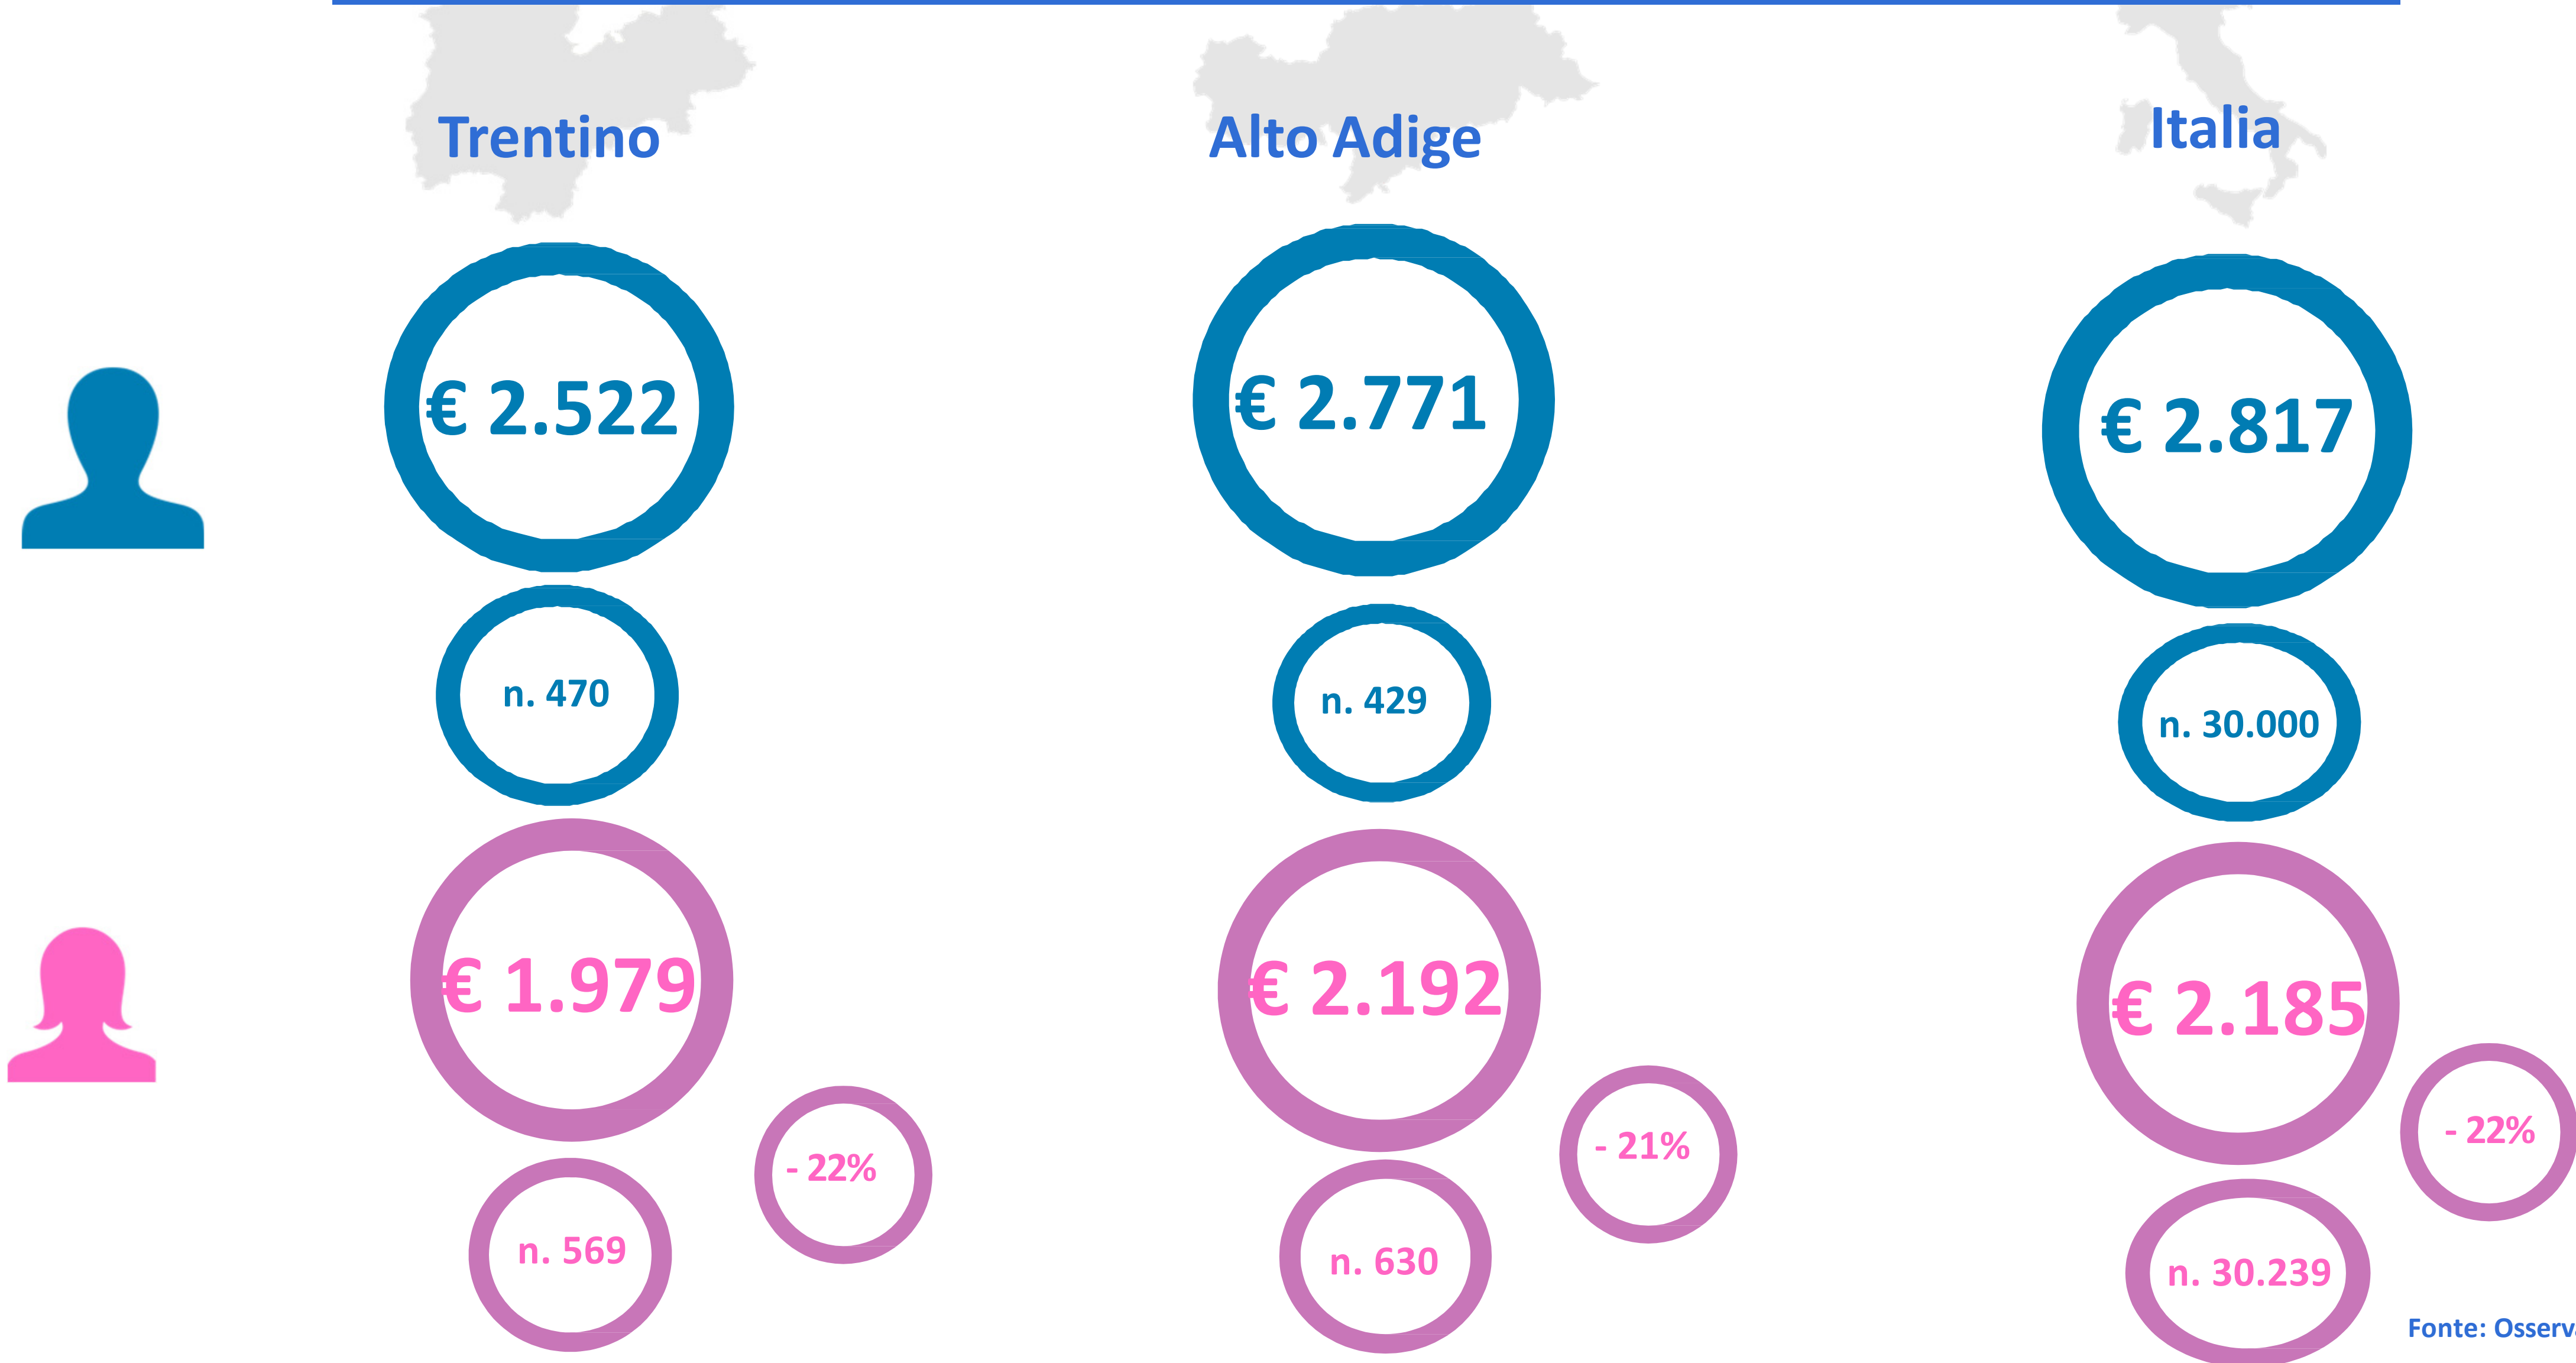 Trentino
Alto Adige
Italia
€ 2.522
€ 2.771
€ 2.817
n. 470
n. 429
n. 30.000
€ 1.979
€ 2.192
€ 2.185
- 22%
- 21%
- 22%
n. 569
n. 630
n. 30.239
Fonte: